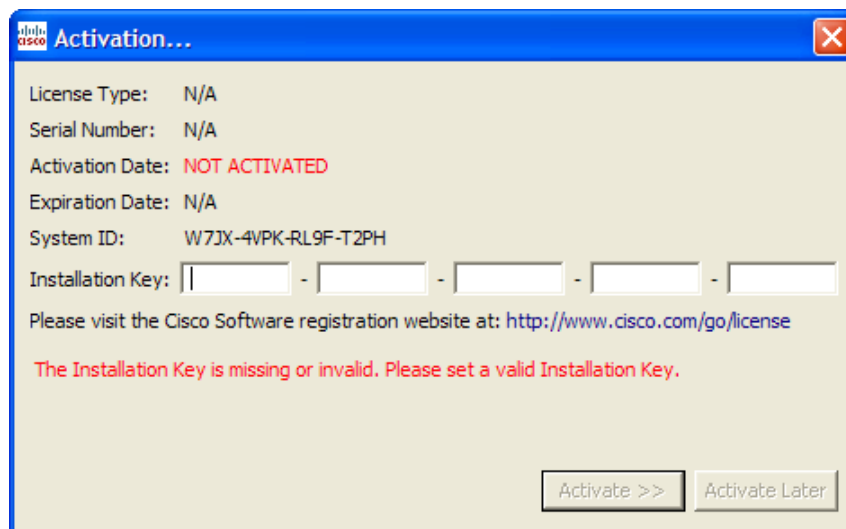 cisco Activation...
License Type: N/A
Serial Number: N/A
Activation Date: NOT ACTIVATED
Expiration Date: N/A
System ID: W7JX-4VPK-RL9F-T2PH
Installation Key: - - - -
Please visit the Cisco Software registration website at: http://www.cisco.com/go/license
The Installation Key is missing or invalid. Please set a valid Installation Key.
Activate >> Activate Later